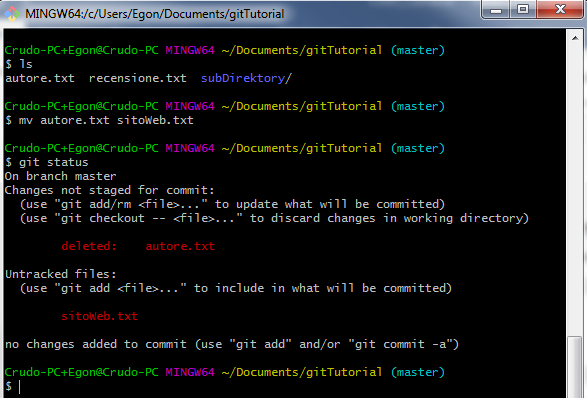 MINGW64:/c/Users/Egon/Documents/gitTutorial
Crudo-PC+Egon@Crudo-PC MINGW64 ~/Documents/gitTutorial (master)
$ ls
autore.txt  recensione.txt  subDirektory/
Crudo-PC+Egon@Crudo-PC MINGW64 ~/Documents/gitTutorial (master)
$ mv autore.txt sitoWeb.txt
Crudo-PC+Egon@Crudo-PC MINGW64 ~/Documents/gitTutorial (master)
$ git status
On branch master
Changes not staged for commit:
  (use "git add/rm <file>..." to update what will be committed)
  (use "git checkout -- <file>..." to discard changes in working directory)
        deleted:    autore.txt
Untracked files:
  (use "git add <file>..." to include in what will be committed)
        sitoWeb.txt
no changes added to commit (use "git add" and/or "git commit -a")
Crudo-PC+Egon@Crudo-PC MINGW64 ~/Documents/gitTutorial (master)
$